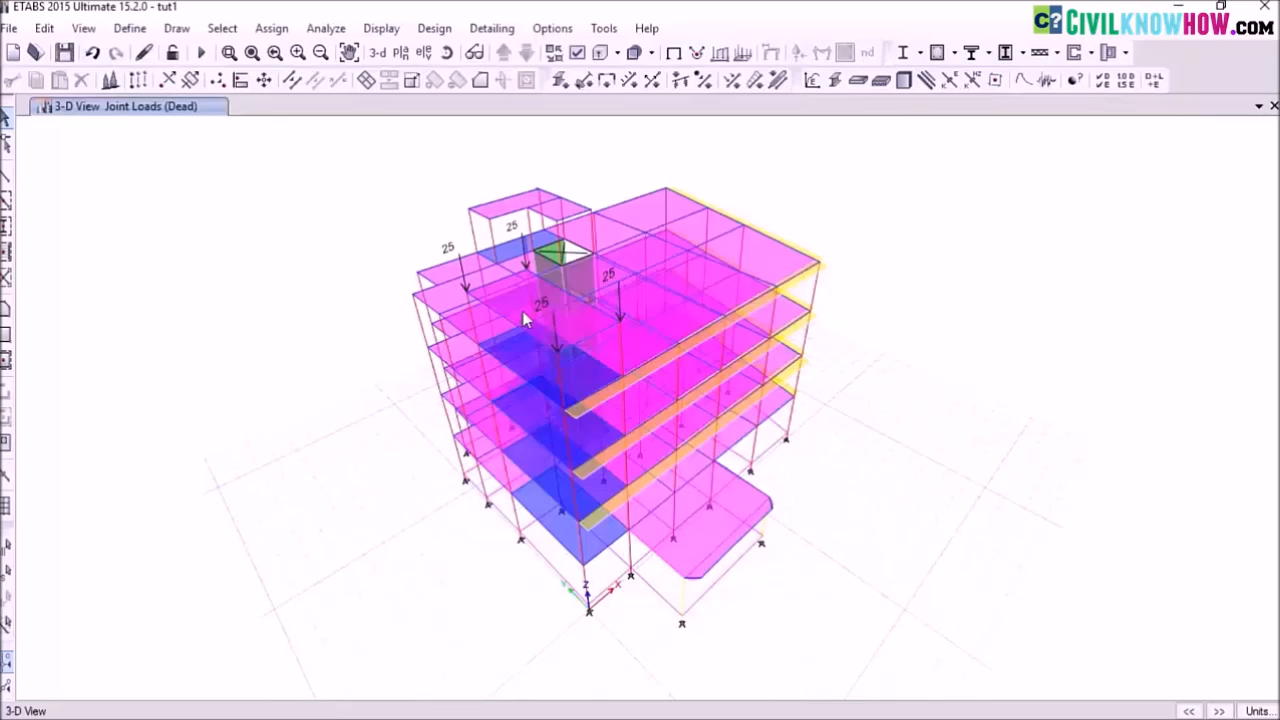 ETABS 2015 Ultimate 15.2.0 - tut1
File Edit View Define Draw Select Assign Analyze Display Design Detailing Options Tools Help
C? CIVILKNOWHOW.COM
3-d
nd
3-D View Joint Loads (Dead)
25
25
25
25
Z
X
3-D View
<< >> Units...